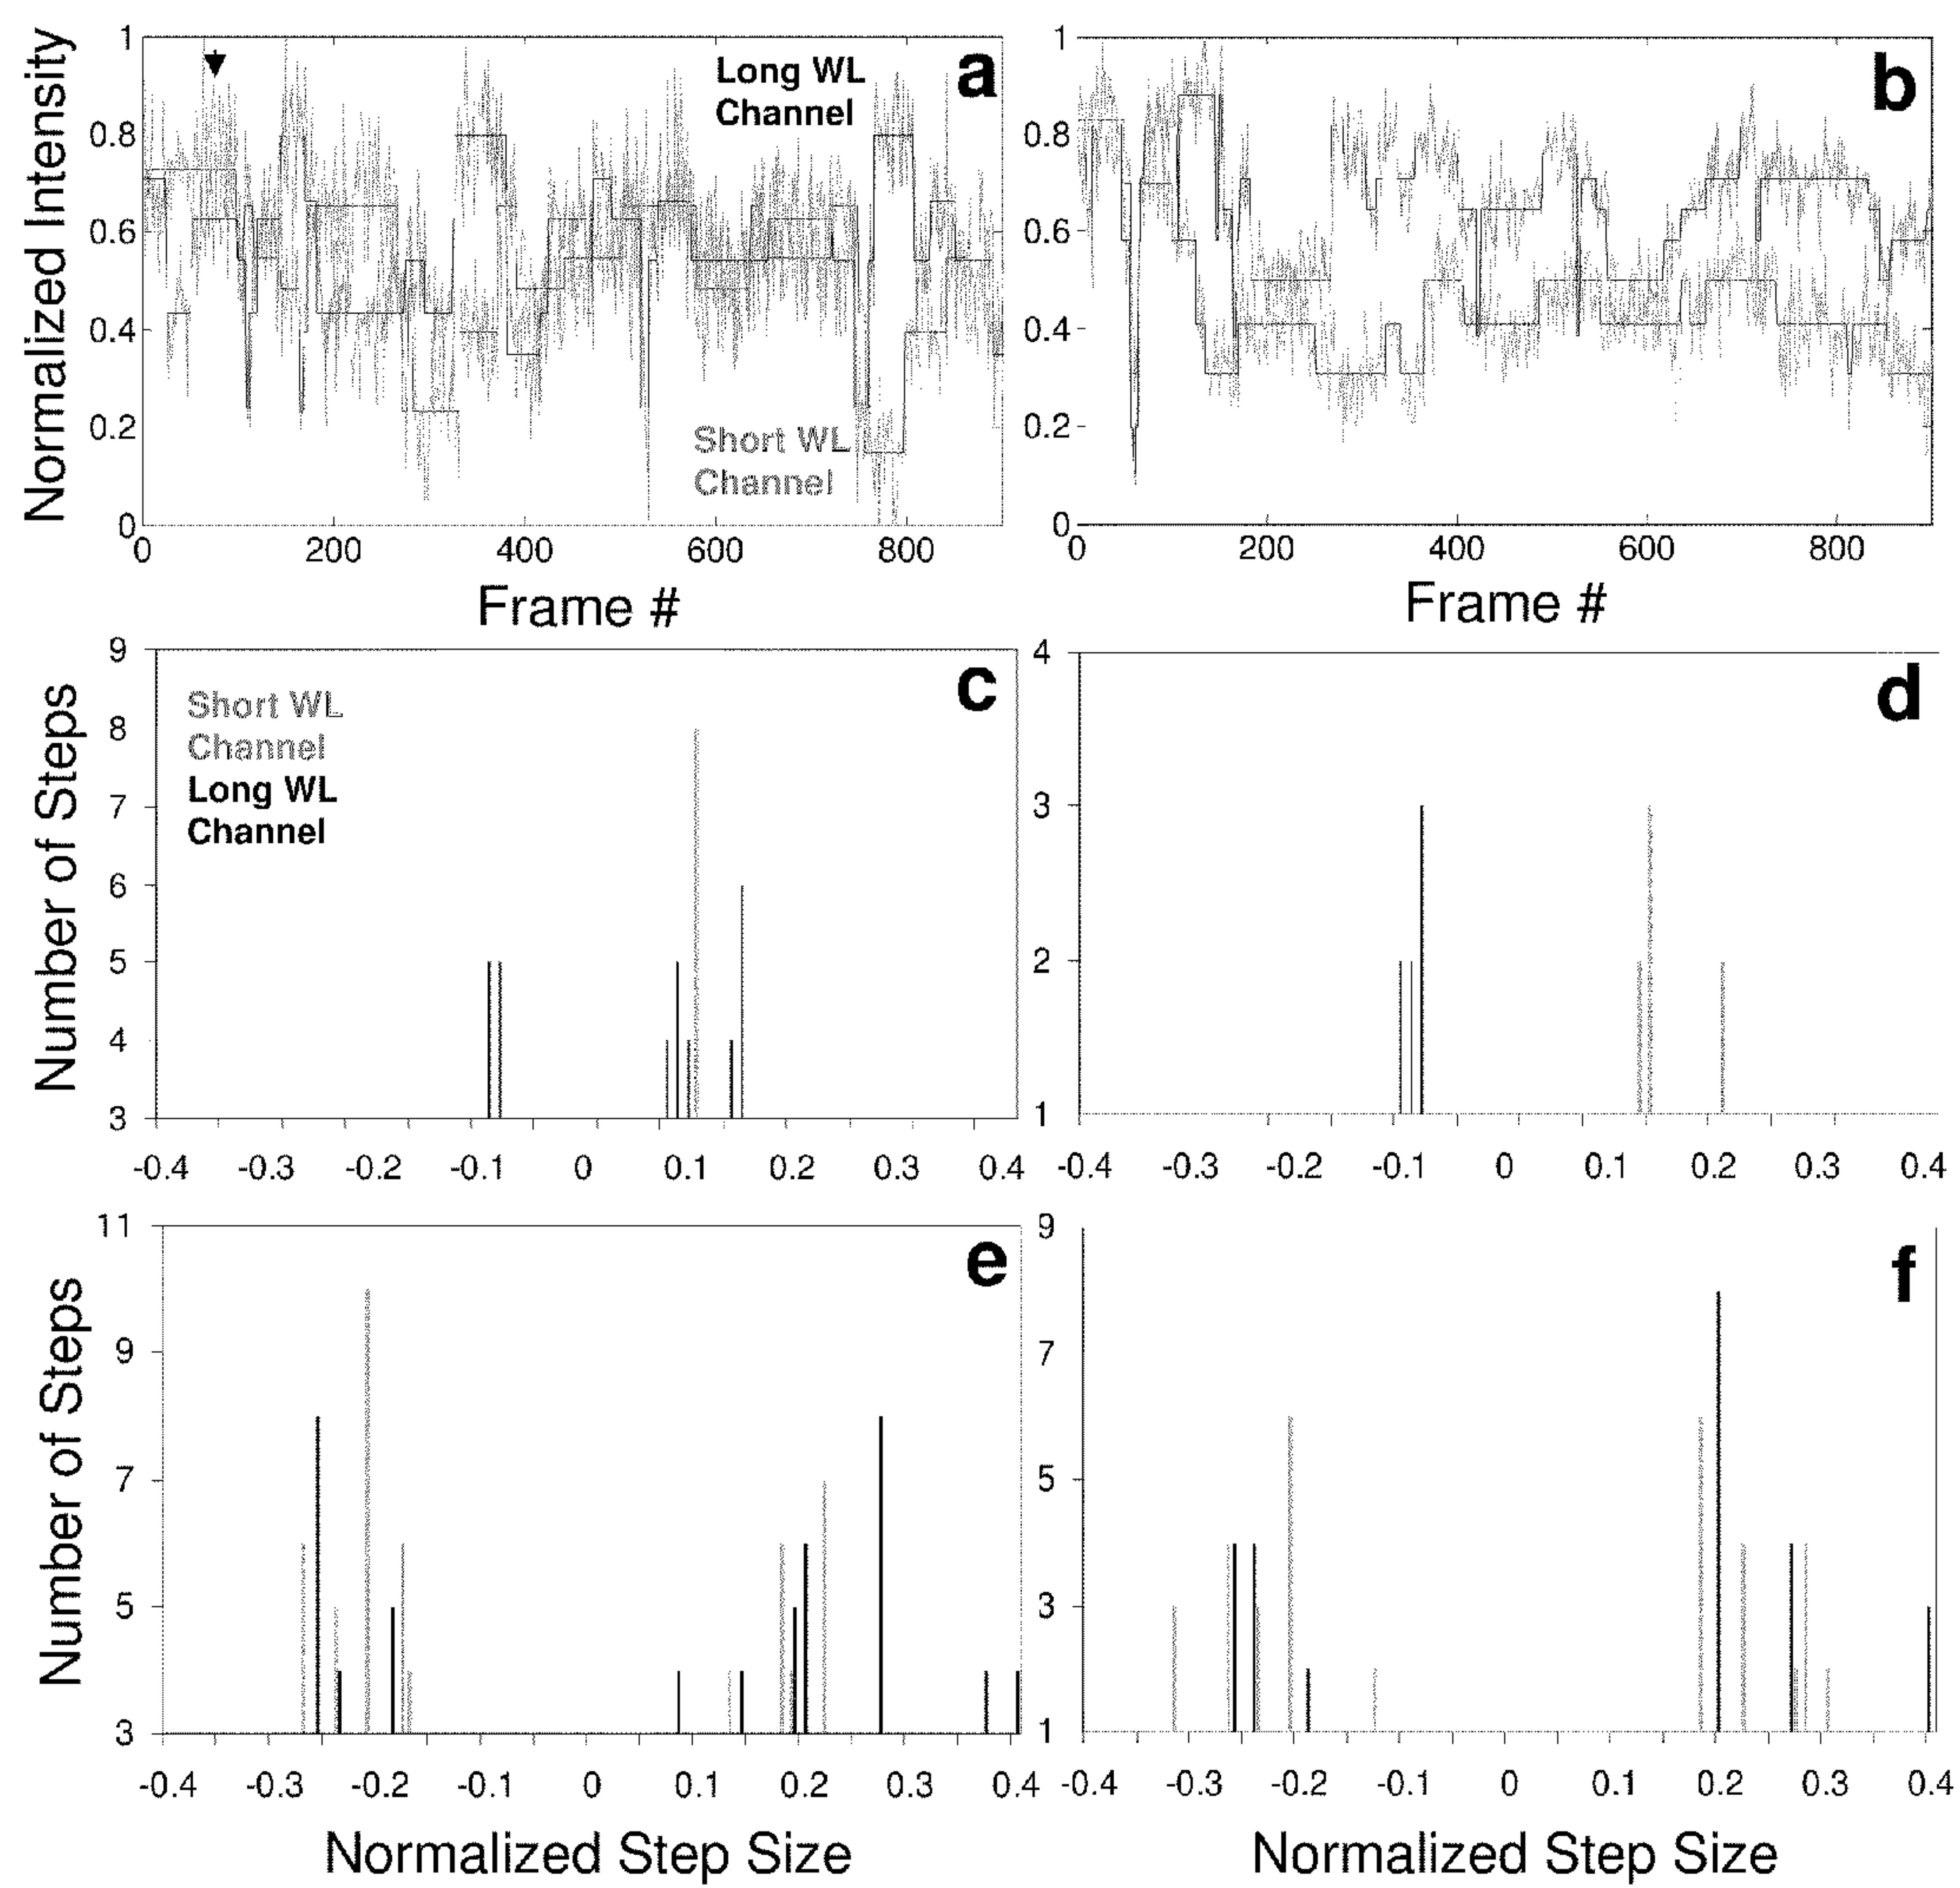 Normalized Intensity
1
0.8
0.6
0.4
0.2
0
Long WL
Channel
a
Short WL
Channel
0 200 400 600 800
Frame #
1
0.8
0.6
0.4
0.2
0
b
0 200 400 600 800
Frame #
Number of Steps
9
8
7
6
5
4
3
Short WL
Channel
Long WL
Channel
c
-0.4 -0.3 -0.2 -0.1 0 0.1 0.2 0.3 0.4
4
3
2
1
d
-0.4 -0.3 -0.2 -0.1 0 0.1 0.2 0.3 0.4
Number of Steps
11
9
7
5
3
e
-0.4 -0.3 -0.2 -0.1 0 0.1 0.2 0.3 0.4
Normalized Step Size
9
7
5
3
1
f
-0.4 -0.3 -0.2 -0.1 0 0.1 0.2 0.3 0.4
Normalized Step Size